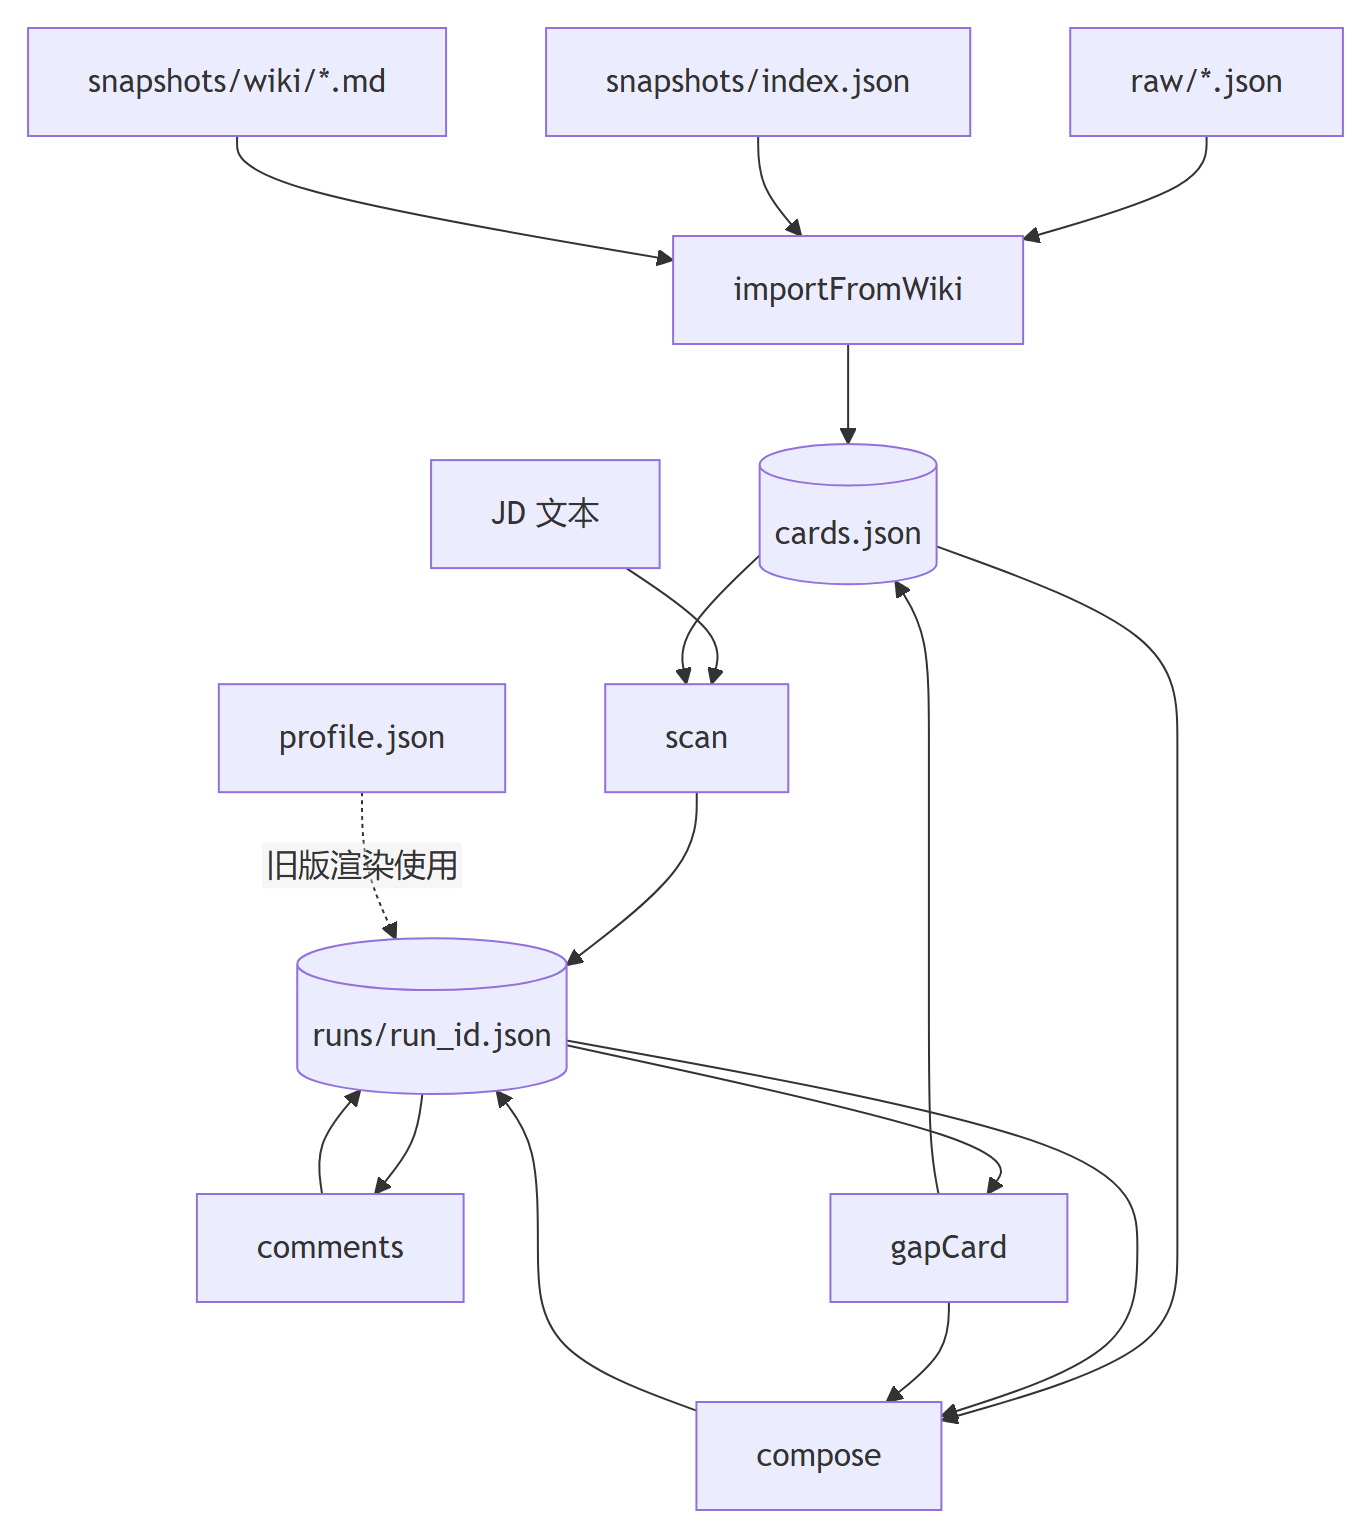 snapshots/wiki/*.md
snapshots/index.json
raw/*.json
importFromWiki
JD 文本
cards.json
profile.json
scan
旧版渲染使用
runs/run_id.json
comments
gapCard
compose